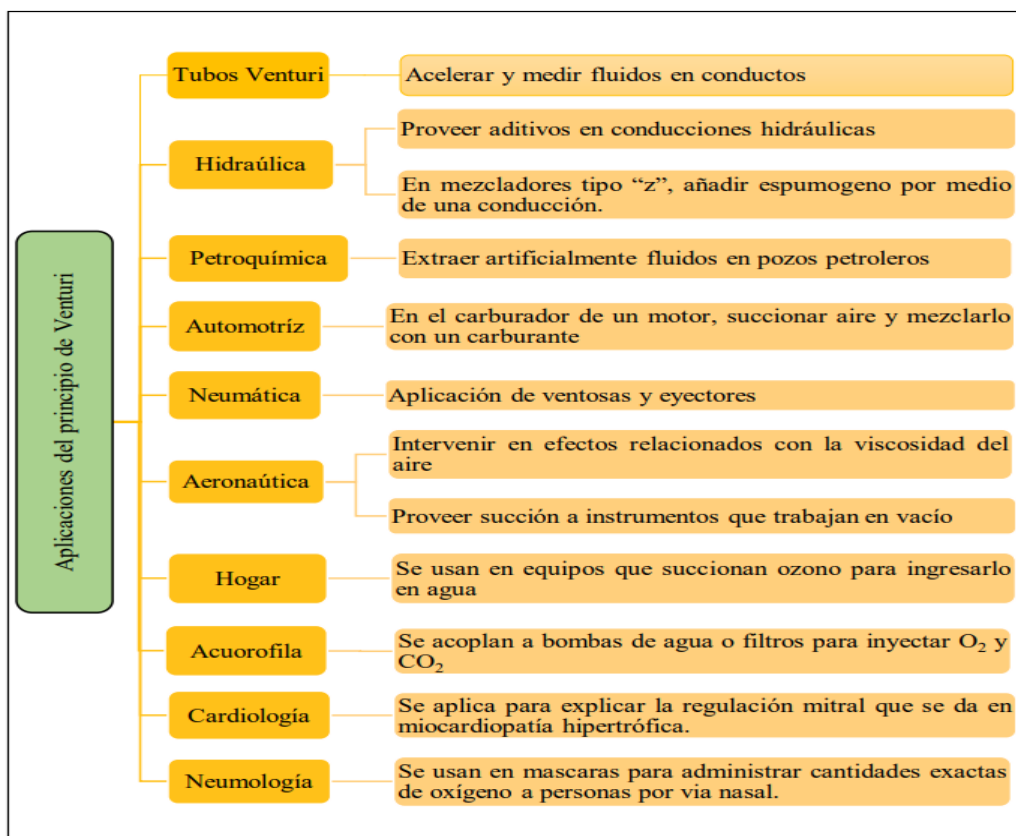 Aplicaciones del principio de Venturi
Tubos Venturi
Acelerar y medir fluidos en conductos
Hidraúlica
Proveer aditivos en conducciones hidráulicas
En mezcladores tipo “z”, añadir espumogeno por medio
de una conducción.
Petroquímica
Extraer artificialmente fluidos en pozos petroleros
Automotríz
En el carburador de un motor, succionar aire y mezclarlo
con un carburante
Neumática
Aplicación de ventosas y eyectores
Aeronaútica
Intervenir en efectos relacionados con la viscosidad del
aire
Proveer succión a instrumentos que trabajan en vacío
Hogar
Se usan en equipos que succionan ozono para ingresarlo
en agua
Acuorofila
Se acoplan a bombas de agua o filtros para inyectar O₂ y
CO₂
Cardiología
Se aplica para explicar la regulación mitral que se da en
miocardiopatía hipertrófica.
Neumología
Se usan en mascaras para administrar cantidades exactas
de oxígeno a personas por via nasal.